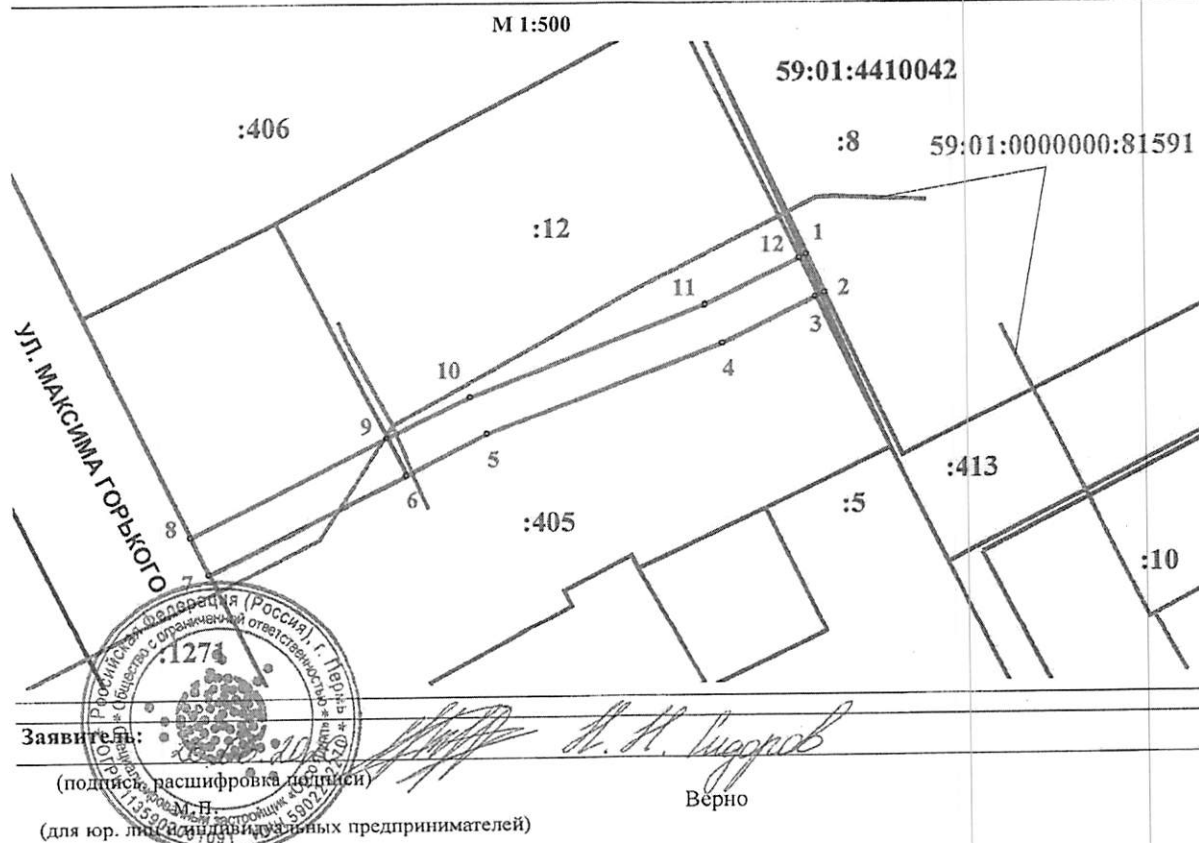 М 1:500
59:01:4410042
:406
:8
59:01:0000000:81591
:12
1
12
2
11
3
4
10
9
5
6
УЛ. МАКСИМА ГОРЬКОГО
:413
:5
:405
8
:10
7
:1271
Российская Федерация (Россия), г. Пермь *
Общество с ограниченной ответственностью *
Специализированный застройщик
Заявитель:
(подпись, расшифровка подписи)
М.П.
Верно
(для юр. лиц и индивидуальных предпринимателей)